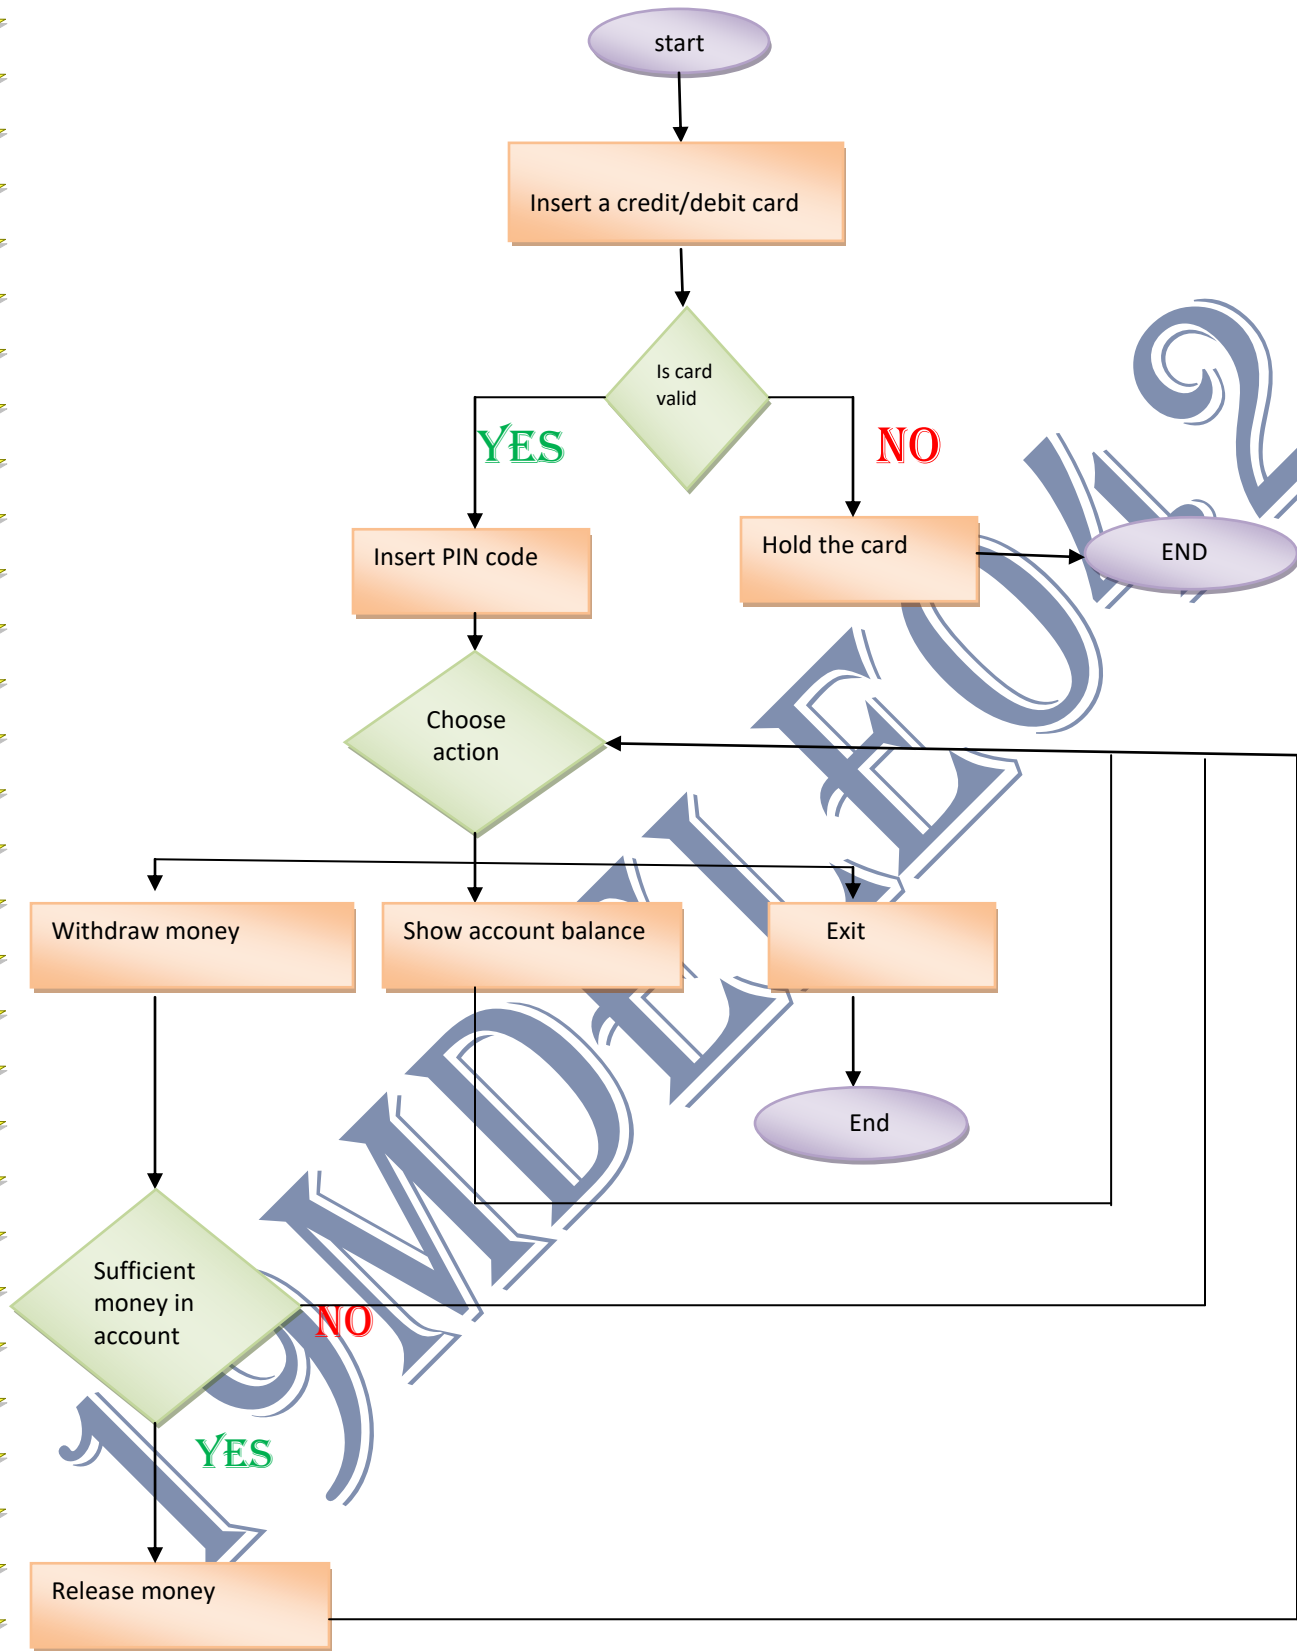 start
Insert a credit/debit card
Is card
valid
YES
NO
Insert PIN code
Hold the card
END
Choose
action
Withdraw money
Show account balance
Exit
End
Sufficient
money in
account
NO
YES
Release money